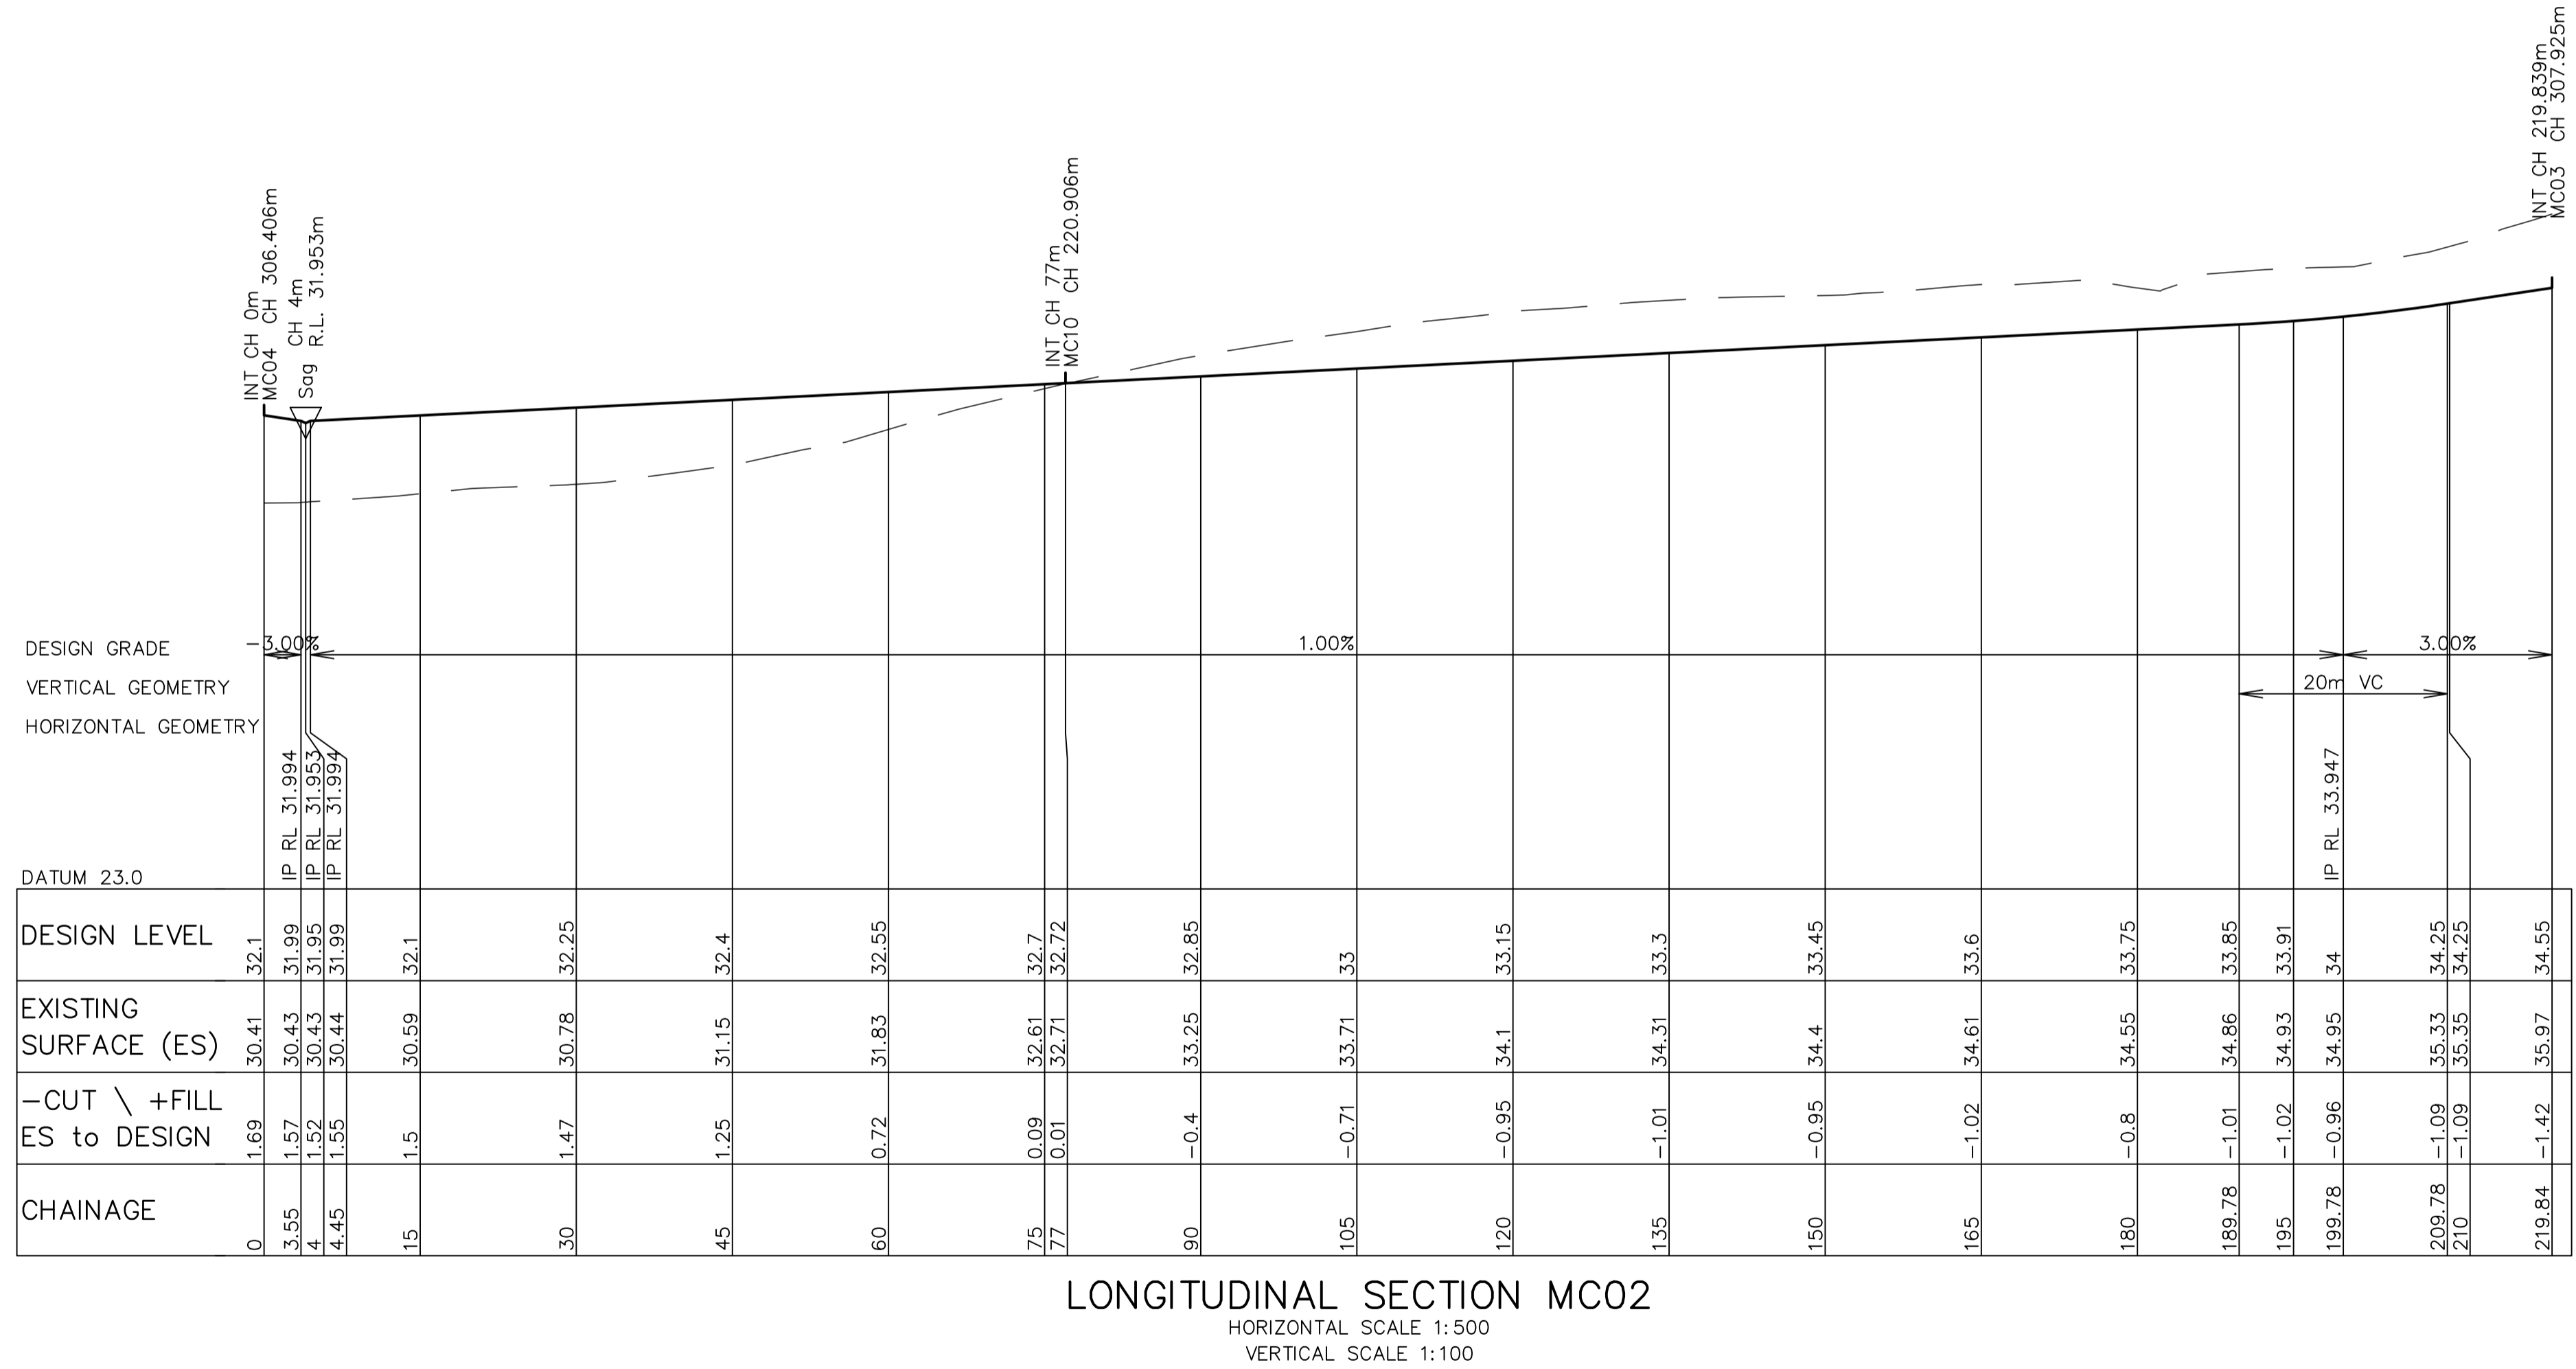 INT CH 0m
MC04 CH 306.406m
Sag CH 4m
R.L. 31.953m
INT CH 77m
MC10 CH 220.906m
INT CH 219.839m
MC03 CH 307.925m
DESIGN GRADE -3.00% 1.00% 3.00%
VERTICAL GEOMETRY 20m VC
HORIZONTAL GEOMETRY
IP RL 31.994
IP RL 31.953
IP RL 31.994
IP RL 33.947
DATUM 23.0
DESIGN LEVEL 32.1 31.99 31.95 31.99 32.1 32.25 32.4 32.55 32.7 32.72 32.85 33 33.15 33.3 33.45 33.6 33.75 33.85 33.91 34 34.25 34.25 34.55
EXISTING
SURFACE (ES) 30.41 30.43 30.43 30.44 30.59 30.78 31.15 31.83 32.61 32.71 33.25 33.71 34.1 34.31 34.4 34.61 34.55 34.86 34.93 34.95 35.33 35.35 35.97
-CUT \ +FILL
ES to DESIGN 1.69 1.57 1.52 1.55 1.5 1.47 1.25 0.72 0.09 0.01 -0.4 -0.71 -0.95 -1.01 -0.95 -1.02 -0.8 -1.01 -1.02 -0.96 -1.09 -1.09 -1.42
CHAINAGE 0 3.55 4 4.45 15 30 45 60 75 77 90 105 120 135 150 165 180 189.78 195 199.78 209.78 210 219.84
LONGITUDINAL SECTION MC02
HORIZONTAL SCALE 1:500
VERTICAL SCALE 1:100